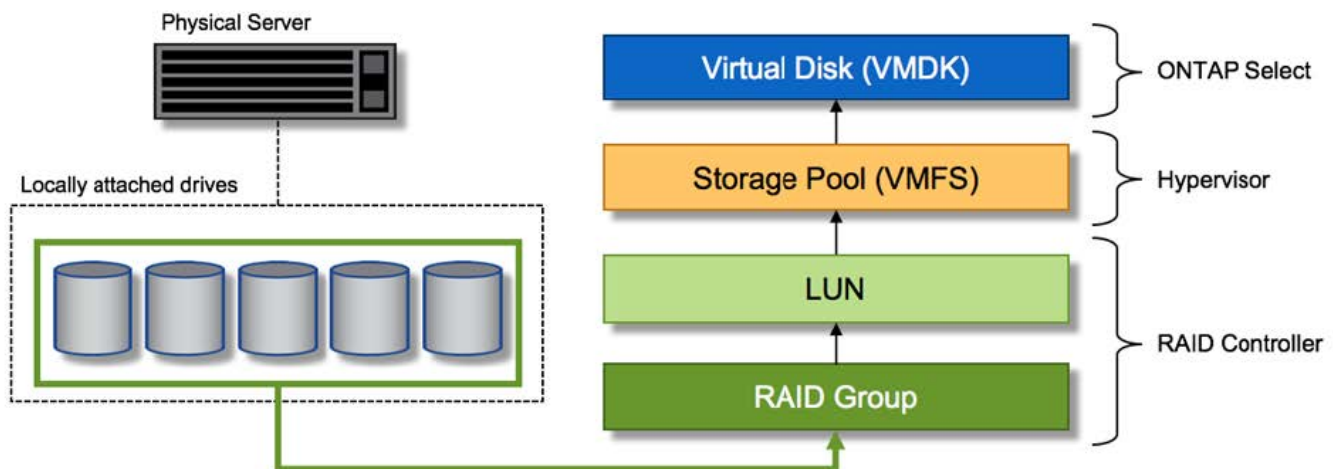 Physical Server
Locally attached drives
Virtual Disk (VMDK)
ONTAP Select
Storage Pool (VMFS)
Hypervisor
LUN
RAID Controller
RAID Group